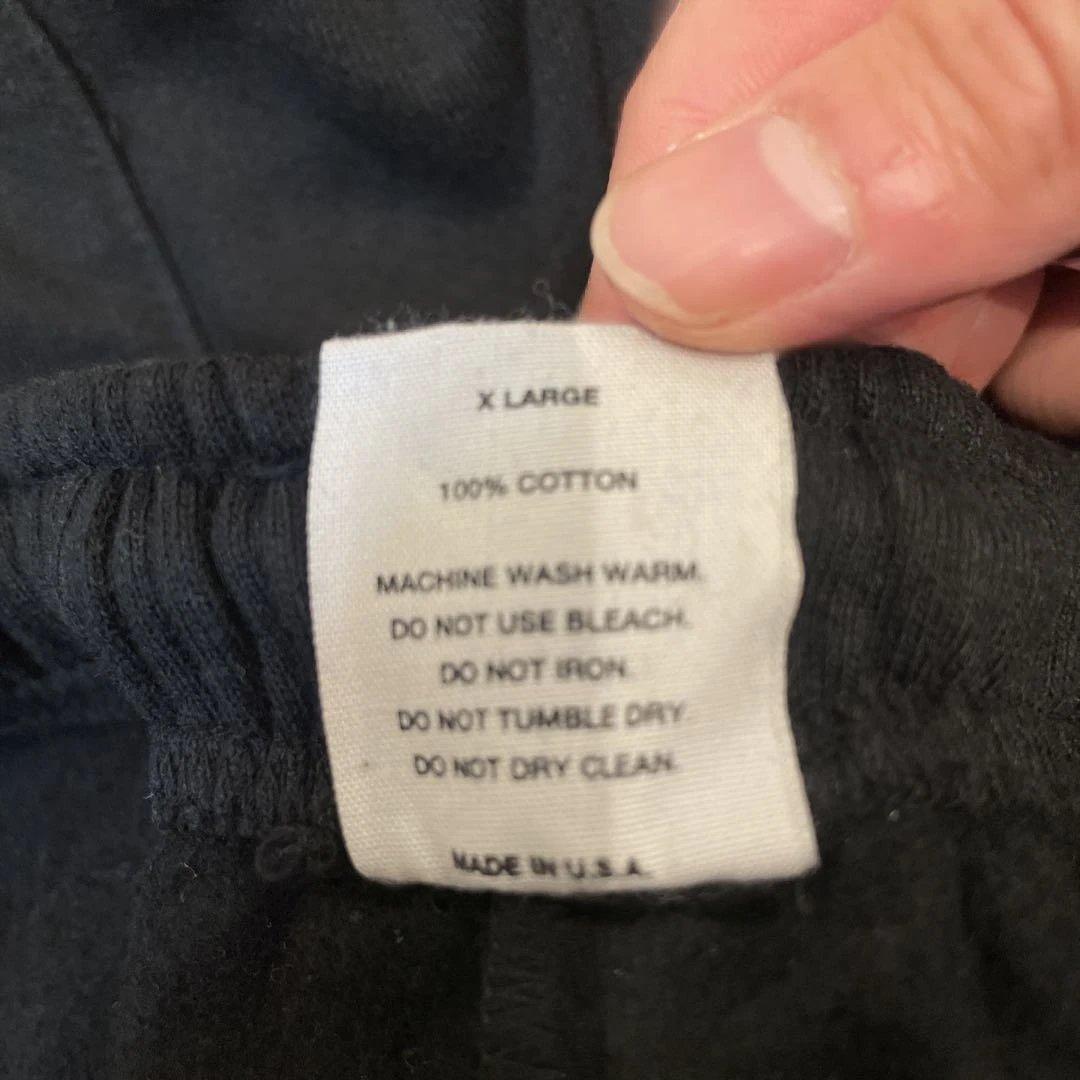 X LARGE
100% COTTON
MACHINE WASH WARM.
DO NOT USE BLEACH.
DO NOT IRON.
DO NOT TUMBLE DRY.
DO NOT DRY CLEAN.
MADE IN U.S.A.